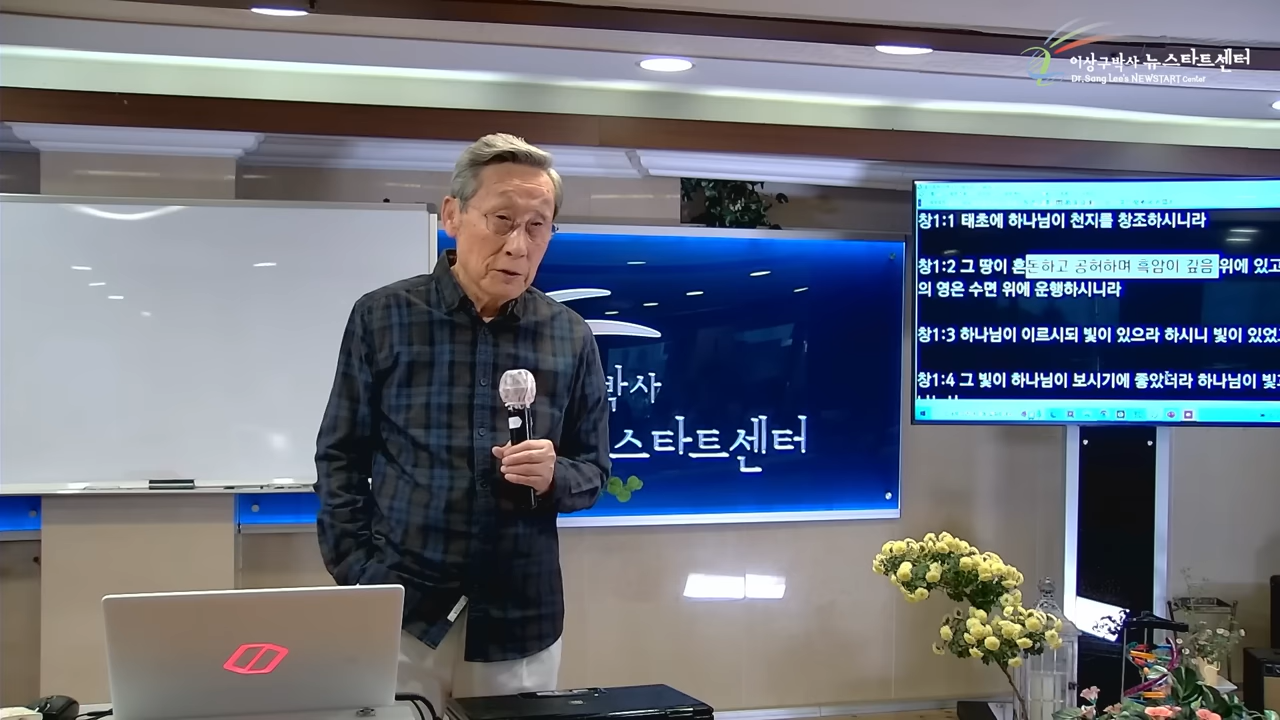 이상구박사 뉴스타트센터
Dr. Sang Lee's NEWSTART Center
창1:1 태초에 하나님이 천지를 창조하시니라
창1:2 그 땅이 혼돈하고 공허하며 흑암이 깊음 위에 있고
의 영은 수면 위에 운행하시니라
창1:3 하나님이 이르시되 빛이 있으라 하시니 빛이 있었
창1:4 그 빛이 하나님이 보시기에 좋았더라 하나님이 빛
박사
스타트센터